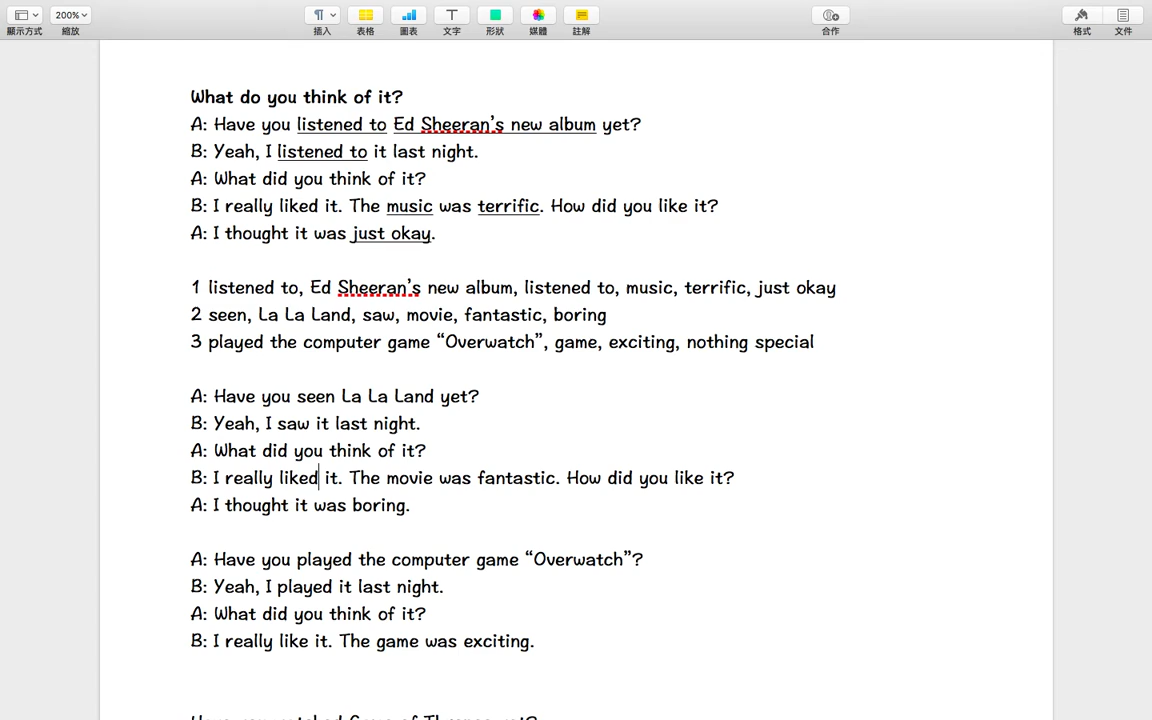 200%
顯示方式
縮放
插入
表格
圖表
文字
形狀
媒體
註解
合作
格式
文件
What do you think of it?
A: Have you listened to Ed Sheeran's new album yet?
B: Yeah, I listened to it last night.
A: What did you think of it?
B: I really liked it. The music was terrific. How did you like it?
A: I thought it was just okay.
1 listened to, Ed Sheeran's new album, listened to, music, terrific, just okay
2 seen, La La Land, saw, movie, fantastic, boring
3 played the computer game “Overwatch”, game, exciting, nothing special
A: Have you seen La La Land yet?
B: Yeah, I saw it last night.
A: What did you think of it?
B: I really liked it. The movie was fantastic. How did you like it?
A: I thought it was boring.
A: Have you played the computer game “Overwatch”?
B: Yeah, I played it last night.
A: What did you think of it?
B: I really like it. The game was exciting.